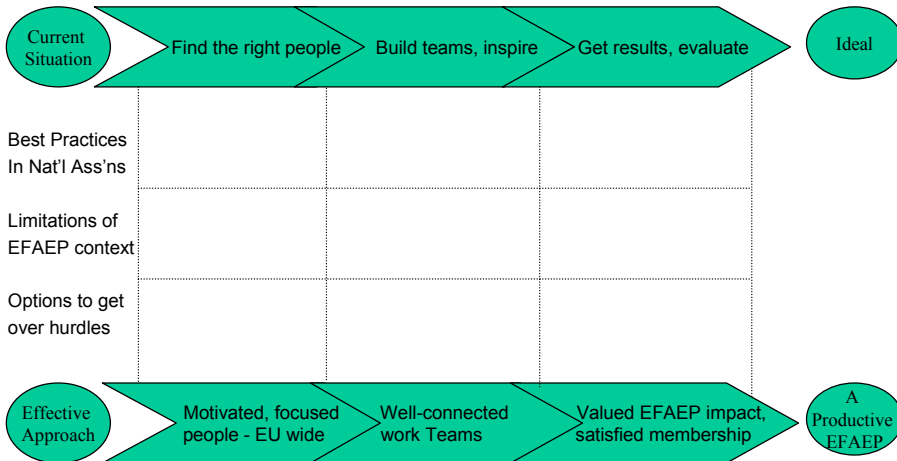 Current
Situation
Find the right people
Build teams, inspire
Get results, evaluate
Ideal
Best Practices
In Nat'l Ass'ns
Limitations of
EFAEP context
Options to get
over hurdles
Effective
Approach
Motivated, focused
people - EU wide
Well-connected
work Teams
Valued EFAEP impact,
satisfied membership
A
Productive
EFAEP